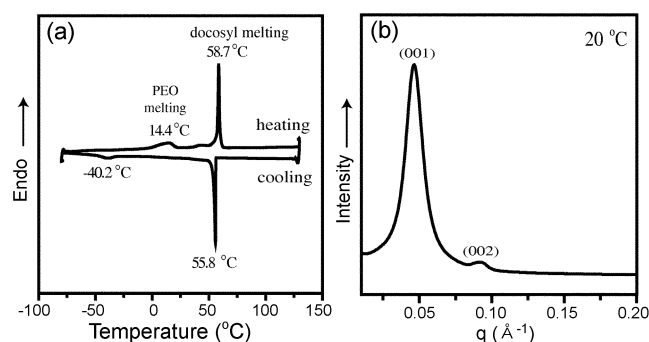 (a)
docosyl melting
58.7 °C
PEO
melting
14.4 °C
heating
-40.2 °C
cooling
55.8 °C
Endo
-100 -50 0 50 100 150
Temperature (°C)
(b)
20 °C
(001)
(002)
Intensity
0.05 0.10 0.15 0.20
q (Å⁻¹)